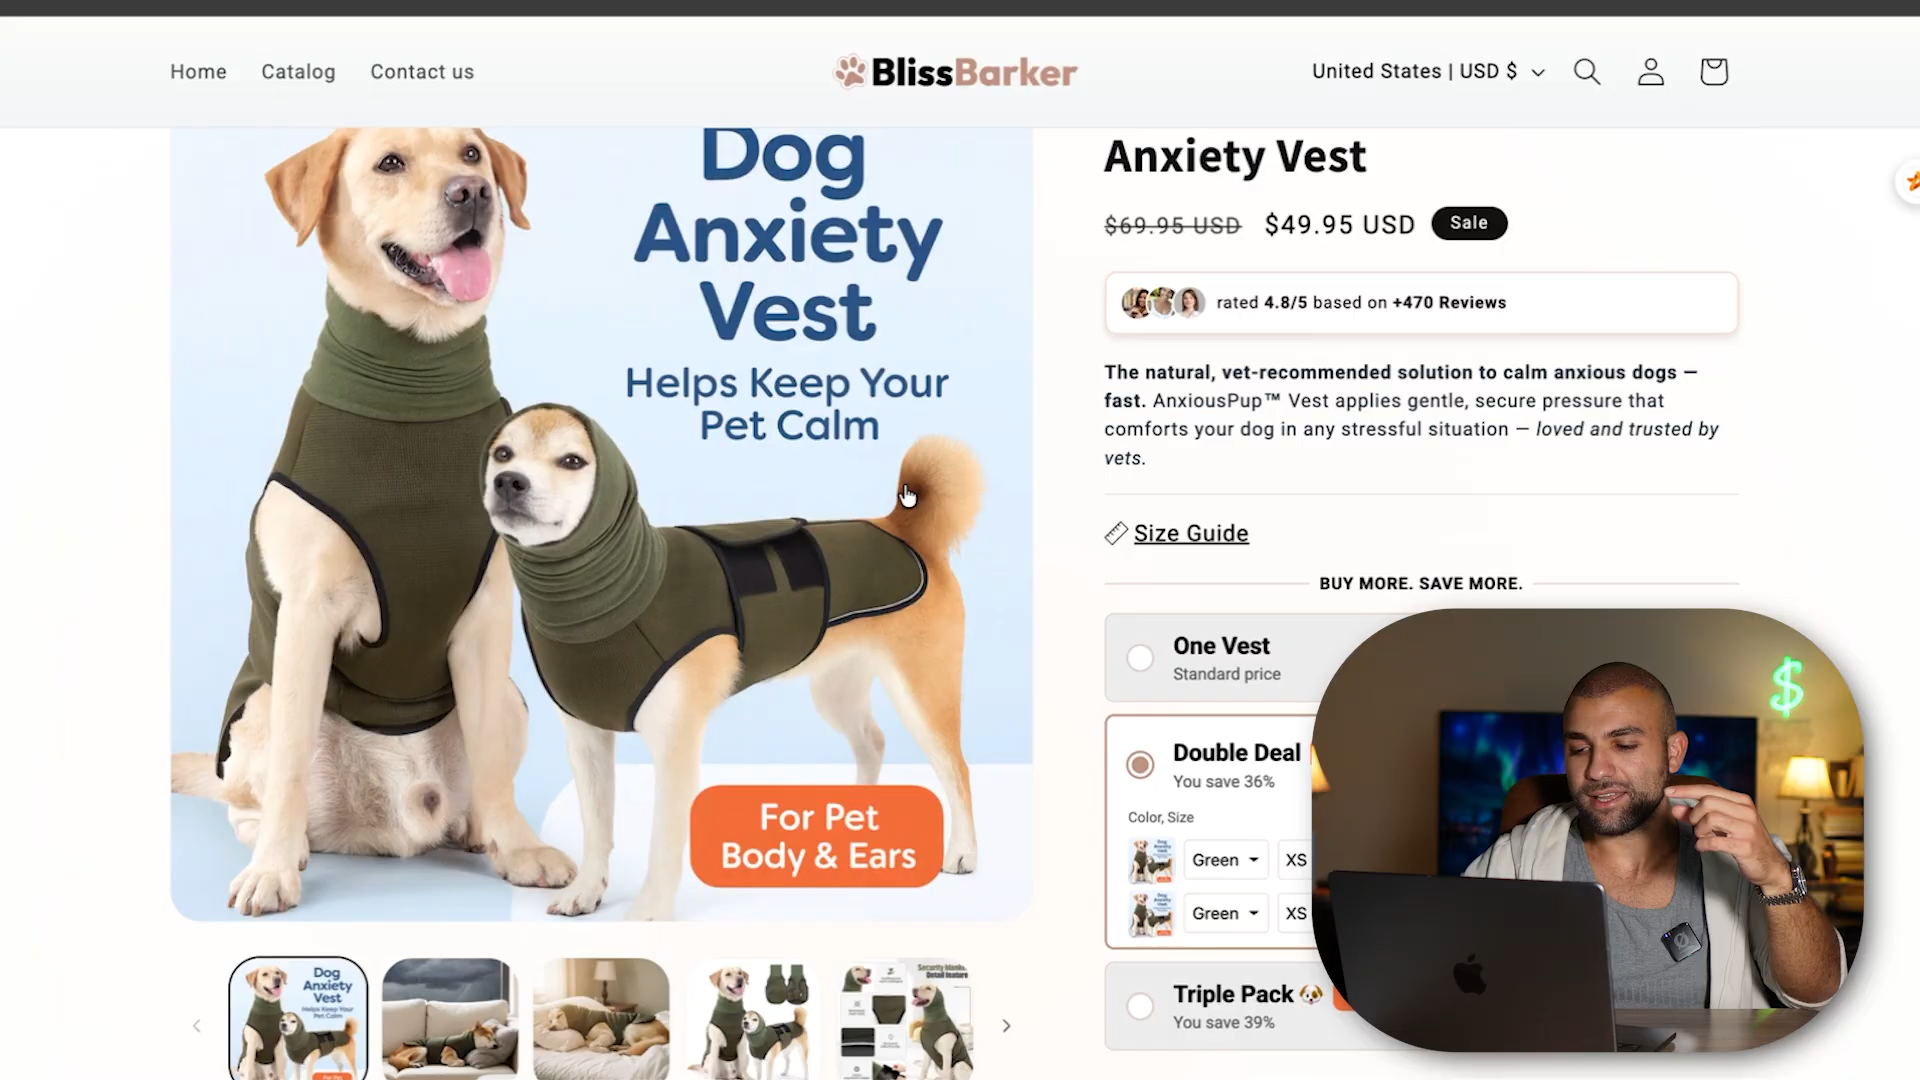 Home
Catalog
Contact us
BlissBarker
United States | USD $
Dog
Anxiety
Vest
Helps Keep Your
Pet Calm
For Pet
Body & Ears
Dog
Anxiety
Vest
Helps Keep Your
Pet Calm
Anxiety Vest
$69.95 USD
$49.95 USD
Sale
rated 4.8/5 based on +470 Reviews
The natural, vet-recommended solution to calm anxious dogs —
fast. AnxiousPup™ Vest applies gentle, secure pressure that
comforts your dog in any stressful situation — loved and trusted by
vets.
Size Guide
BUY MORE. SAVE MORE.
One Vest
Standard price
Double Deal
You save 36%
Color, Size
Green
XS
Green
XS
Triple Pack
You save 39%
$